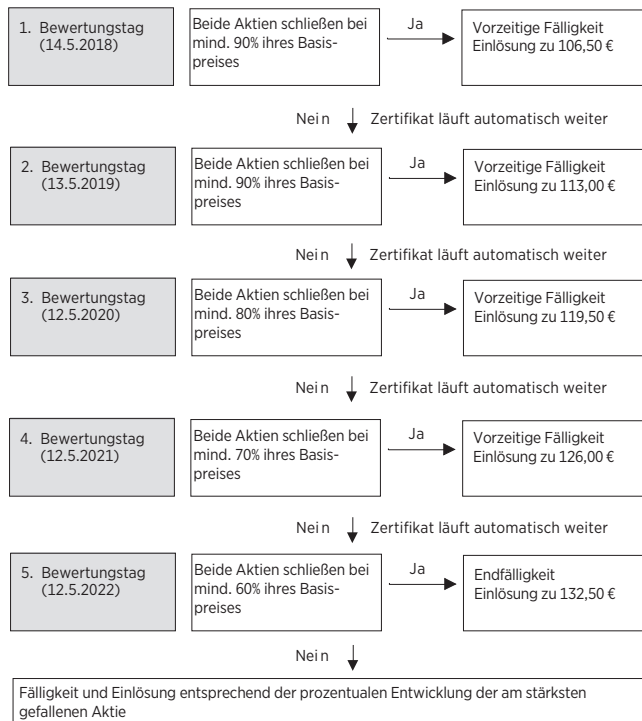 1. Bewertungstag
(14.5.2018)
Beide Aktien schließen bei
mind. 90% ihres Basis-
preises
Ja
Vorzeitige Fälligkeit
Einlösung zu 106,50 €
Nein
Zertifikat läuft automatisch weiter
2. Bewertungstag
(13.5.2019)
Beide Aktien schließen bei
mind. 90% ihres Basis-
preises
Ja
Vorzeitige Fälligkeit
Einlösung zu 113,00 €
Nein
Zertifikat läuft automatisch weiter
3. Bewertungstag
(12.5.2020)
Beide Aktien schließen bei
mind. 80% ihres Basis-
preises
Ja
Vorzeitige Fälligkeit
Einlösung zu 119,50 €
Nein
Zertifikat läuft automatisch weiter
4. Bewertungstag
(12.5.2021)
Beide Aktien schließen bei
mind. 70% ihres Basis-
preises
Ja
Vorzeitige Fälligkeit
Einlösung zu 126,00 €
Nein
Zertifikat läuft automatisch weiter
5. Bewertungstag
(12.5.2022)
Beide Aktien schließen bei
mind. 60% ihres Basis-
preises
Ja
Endfälligkeit
Einlösung zu 132,50 €
Nein
Fälligkeit und Einlösung entsprechend der prozentualen Entwicklung der am stärksten
gefallenen Aktie